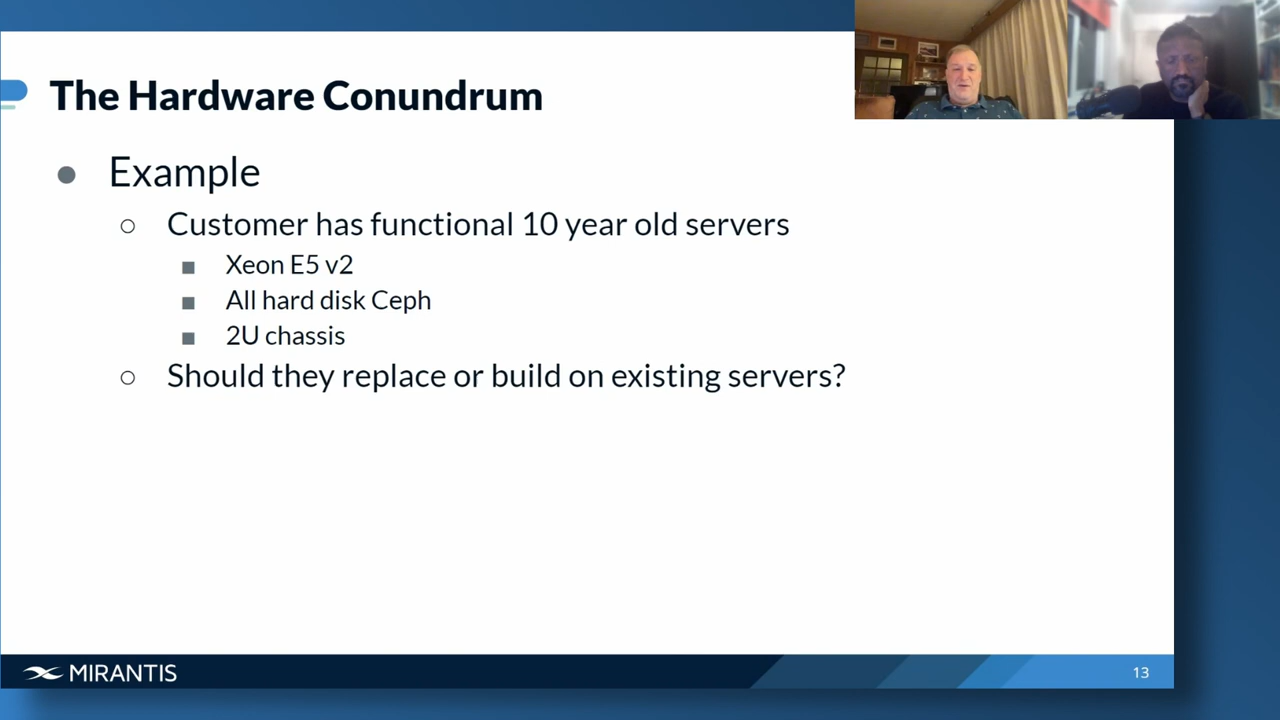 The Hardware Conundrum
Example
Customer has functional 10 year old servers
Xeon E5 v2
All hard disk Ceph
2U chassis
Should they replace or build on existing servers?
MIRANTIS
13